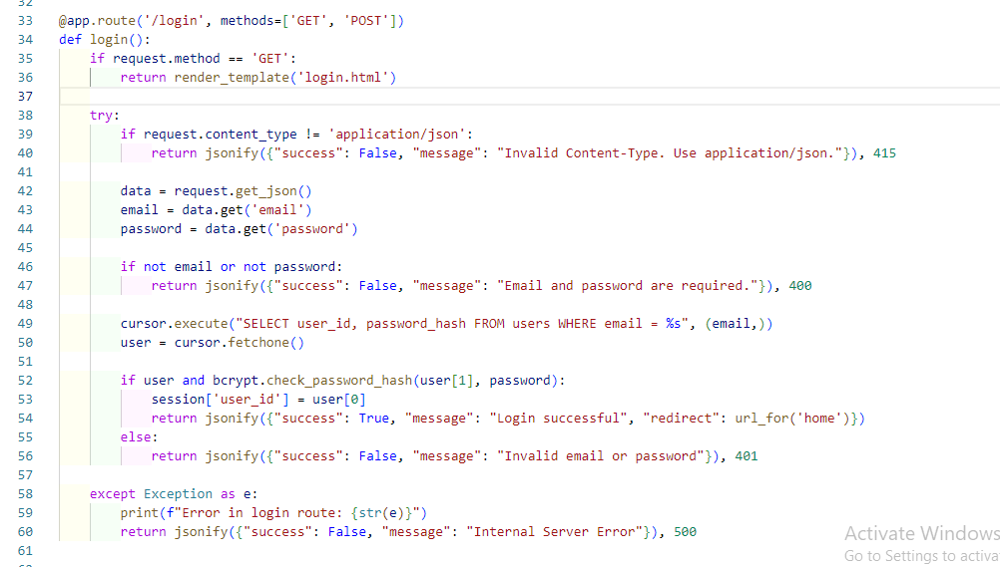 32
33 @app.route('/login', methods=['GET', 'POST'])
34 def login():
35     if request.method == 'GET':
36         return render_template('login.html')
37
38     try:
39         if request.content_type != 'application/json':
40             return jsonify({"success": False, "message": "Invalid Content-Type. Use application/json."}), 415
41
42         data = request.get_json()
43         email = data.get('email')
44         password = data.get('password')
45
46         if not email or not password:
47             return jsonify({"success": False, "message": "Email and password are required."}), 400
48
49         cursor.execute("SELECT user_id, password_hash FROM users WHERE email = %s", (email,))
50         user = cursor.fetchone()
51
52         if user and bcrypt.check_password_hash(user[1], password):
53             session['user_id'] = user[0]
54             return jsonify({"success": True, "message": "Login successful", "redirect": url_for('home')})
55         else:
56             return jsonify({"success": False, "message": "Invalid email or password"}), 401
57
58     except Exception as e:
59         print(f"Error in login route: {str(e)}")
60         return jsonify({"success": False, "message": "Internal Server Error"}), 500
61
Activate Windows
Go to Settings to activa